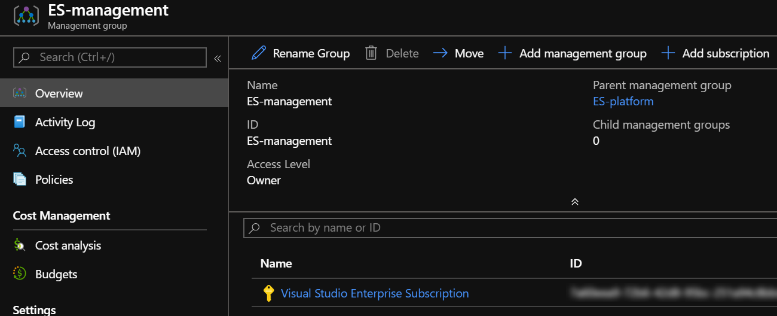 ES-management
Management group
Search (Ctrl+/)
«
Overview
Activity Log
Access control (IAM)
Policies
Cost Management
Cost analysis
Budgets
Settings
Rename Group Delete Move Add management group Add subscription
Name
ES-management
ID
ES-management
Access Level
Owner
Parent management group
ES-platform
Child management groups
0
Search by name or ID
Name ID
Visual Studio Enterprise Subscription